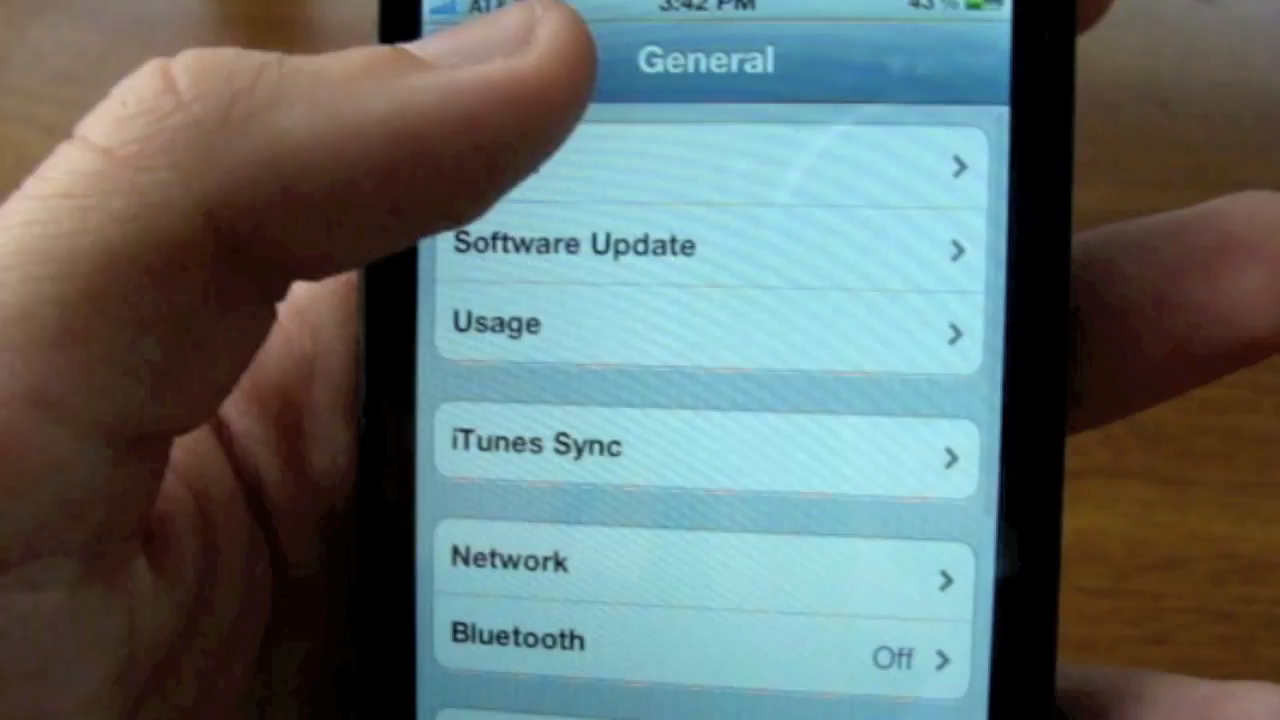 3:42 PM
General
Software Update
Usage
iTunes Sync
Network
Bluetooth
Off